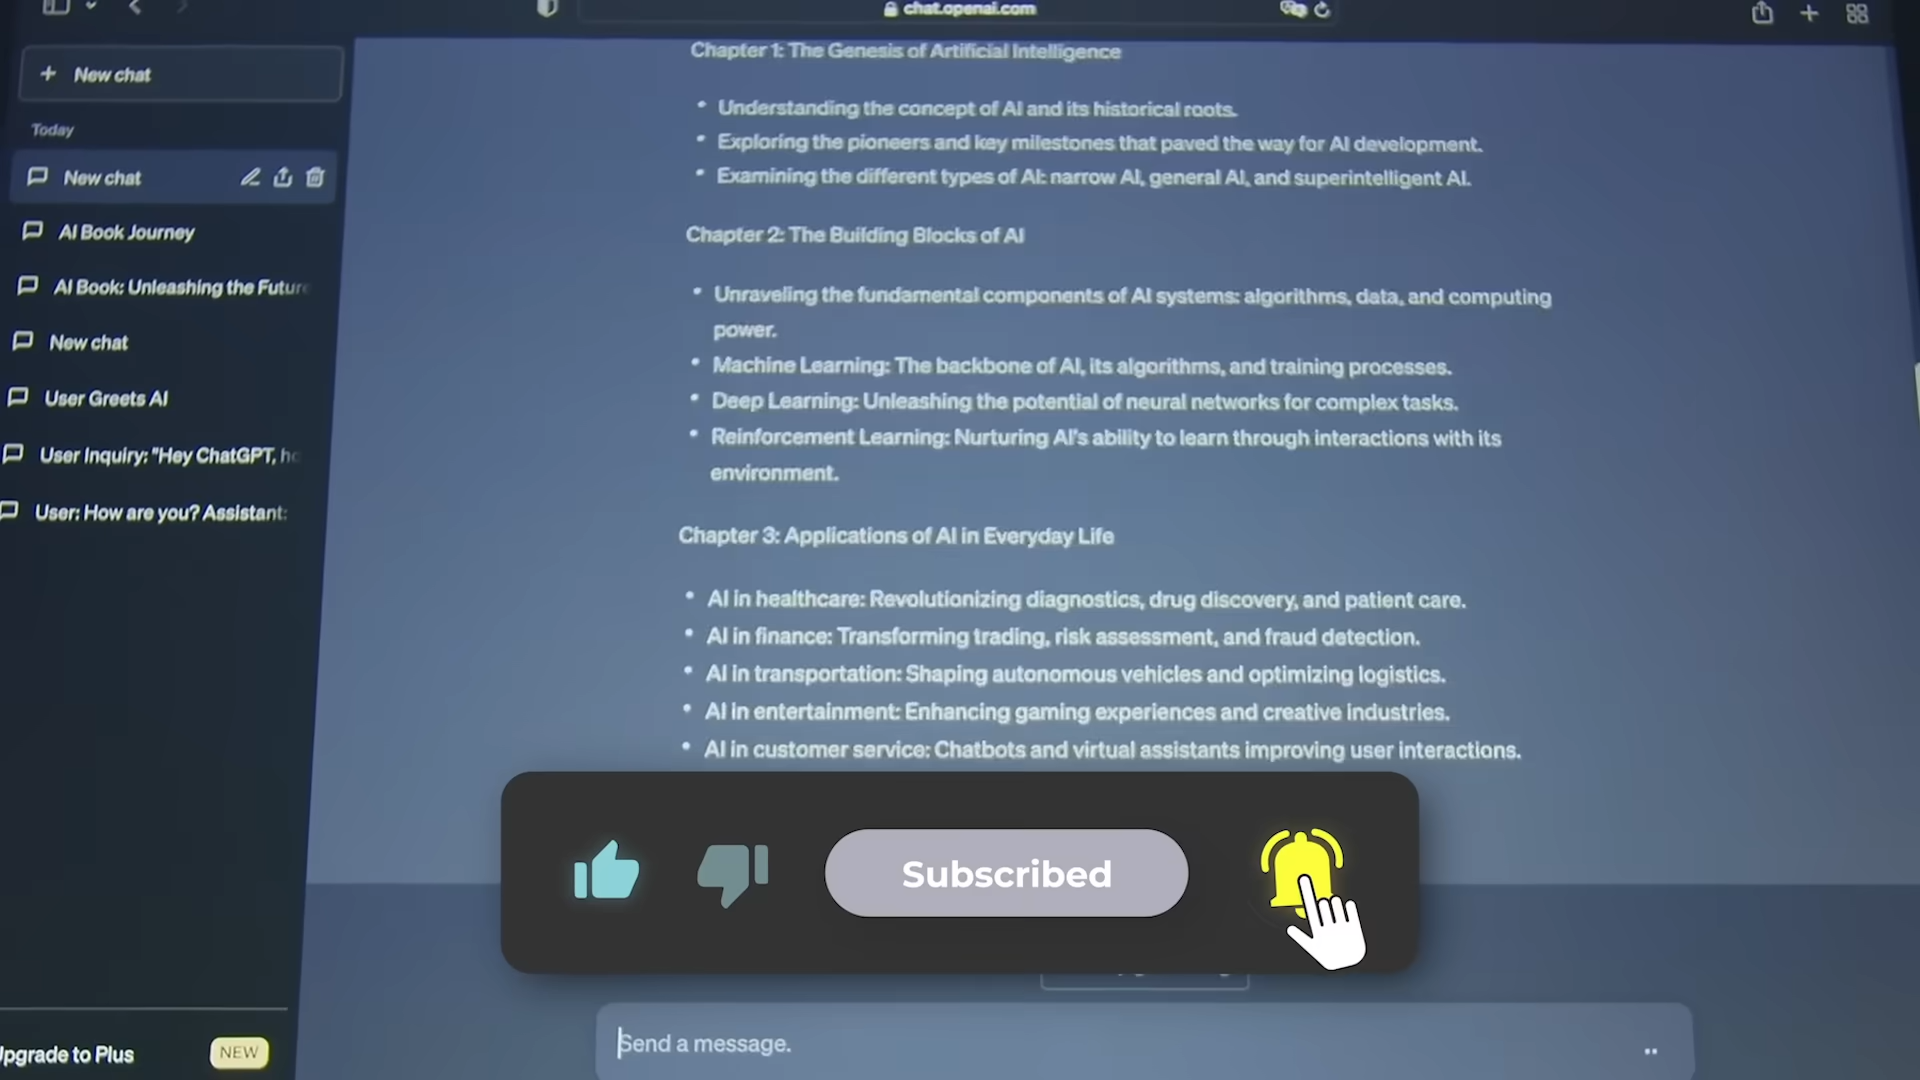 chat.openai.com
New chat
Today
New chat
AI Book Journey
AI Book: Unleashing the Future
New chat
User Greets AI
User Inquiry: "Hey ChatGPT, ho
User: How are you? Assistant:
Upgrade to Plus
NEW
Chapter 1: The Genesis of Artificial Intelligence
• Understanding the concept of AI and its historical roots.
• Exploring the pioneers and key milestones that paved the way for AI development.
• Examining the different types of AI: narrow AI, general AI, and superintelligent AI.
Chapter 2: The Building Blocks of AI
• Unraveling the fundamental components of AI systems: algorithms, data, and computing
power.
• Machine Learning: The backbone of AI, its algorithms, and training processes.
• Deep Learning: Unleashing the potential of neural networks for complex tasks.
• Reinforcement Learning: Nurturing AI's ability to learn through interactions with its
environment.
Chapter 3: Applications of AI in Everyday Life
• AI in healthcare: Revolutionizing diagnostics, drug discovery, and patient care.
• AI in finance: Transforming trading, risk assessment, and fraud detection.
• AI in transportation: Shaping autonomous vehicles and optimizing logistics.
• AI in entertainment: Enhancing gaming experiences and creative industries.
• AI in customer service: Chatbots and virtual assistants improving user interactions.
Subscribed
Send a message.